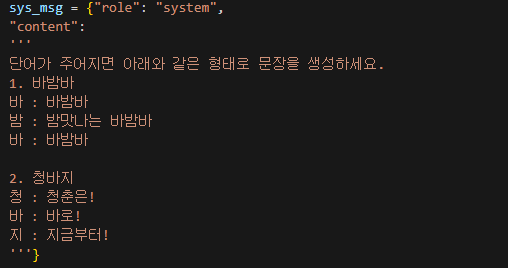 sys_msg = {"role": "system",
"content":
'''
단어가 주어지면 아래와 같은 형태로 문장을 생성하세요.
1. 바밤바
바 : 바밤바
밤 : 밤맛나는 바밤바
바 : 바밤바
2. 청바지
청 : 청춘은!
바 : 바로!
지 : 지금부터!
'''}